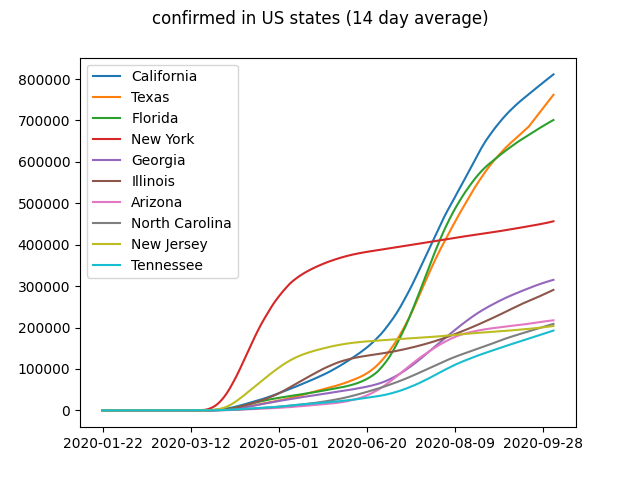 confirmed in US states (14 day average)
800000
700000
600000
500000
400000
300000
200000
100000
0
California
Texas
Florida
New York
Georgia
Illinois
Arizona
North Carolina
New Jersey
Tennessee
2020-01-22 2020-03-12 2020-05-01 2020-06-20 2020-08-09 2020-09-28